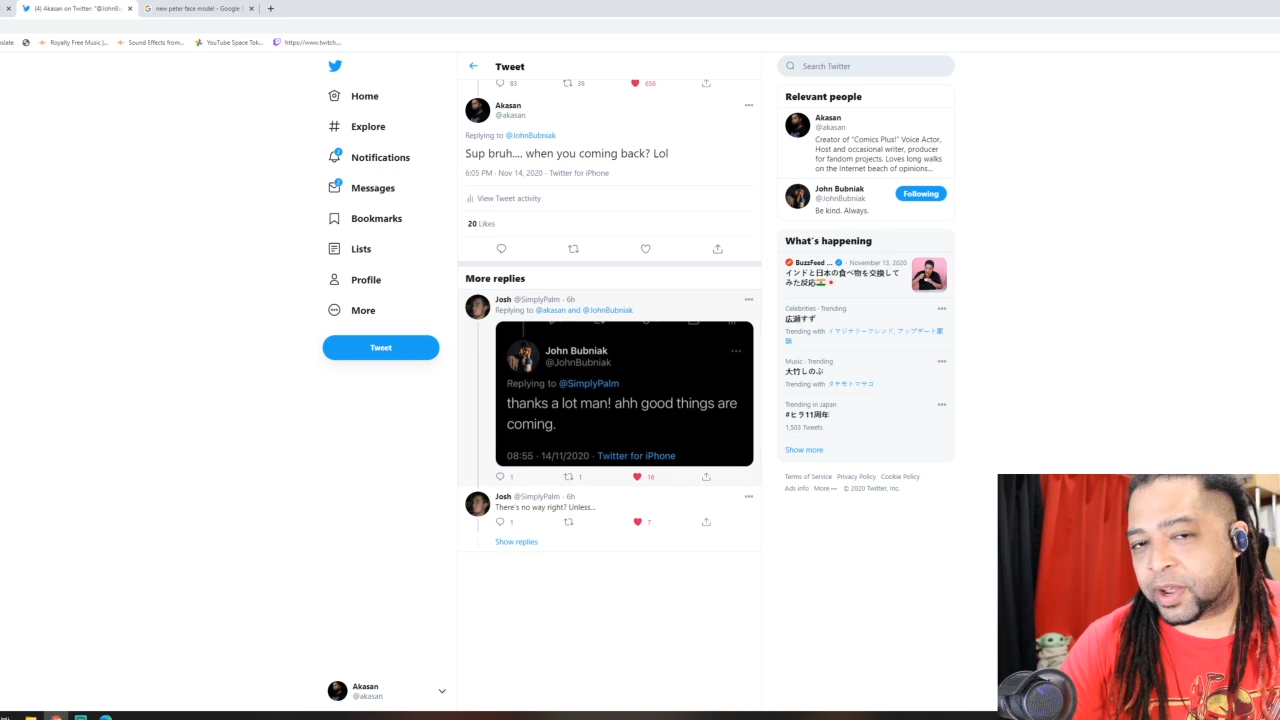 (4) Akasan on Twitter: "@JohnBu
new peter face model - Google S
slate
Royalty Free Music |...
Sound Effects from...
YouTube Space Tok...
https://www.twitch....
Home
Explore
2
Notifications
2
Messages
Bookmarks
Lists
Profile
More
Tweet
Akasan
@akasan
Tweet
83
39
656
Akasan
@akasan
Replying to @JohnBubniak
Sup bruh.... when you coming back? Lol
6:05 PM · Nov 14, 2020 · Twitter for iPhone
View Tweet activity
20 Likes
More replies
Josh @SimplyPalm · 6h
Replying to @akasan and @JohnBubniak
John Bubniak
@JohnBubniak
Replying to @SimplyPalm
thanks a lot man! ahh good things are
coming.
08:55 · 14/11/2020 · Twitter for iPhone
1
1
16
Josh @SimplyPalm · 6h
There's no way right? Unless...
1
7
Show replies
Search Twitter
Relevant people
Akasan
@akasan
Creator of "Comics Plus!" Voice Actor,
Host and occasional writer, producer
for fandom projects. Loves long walks
on the Internet beach of opinions...
John Bubniak
@JohnBubniak
Following
Be kind. Always.
What's happening
BuzzFeed ... · November 13, 2020
インドと日本の食べ物を交換して
みた反応🇮🇳🇯🇵
Celebrities · Trending
広瀬すず
Trending with イマジナリーフレンド, アップデート家
族
Music · Trending
大竹しのぶ
Trending with タテモトマサコ
Trending in Japan
#ヒラ11周年
1,503 Tweets
Show more
Terms of Service Privacy Policy Cookie Policy
Ads info More ··· © 2020 Twitter, Inc.